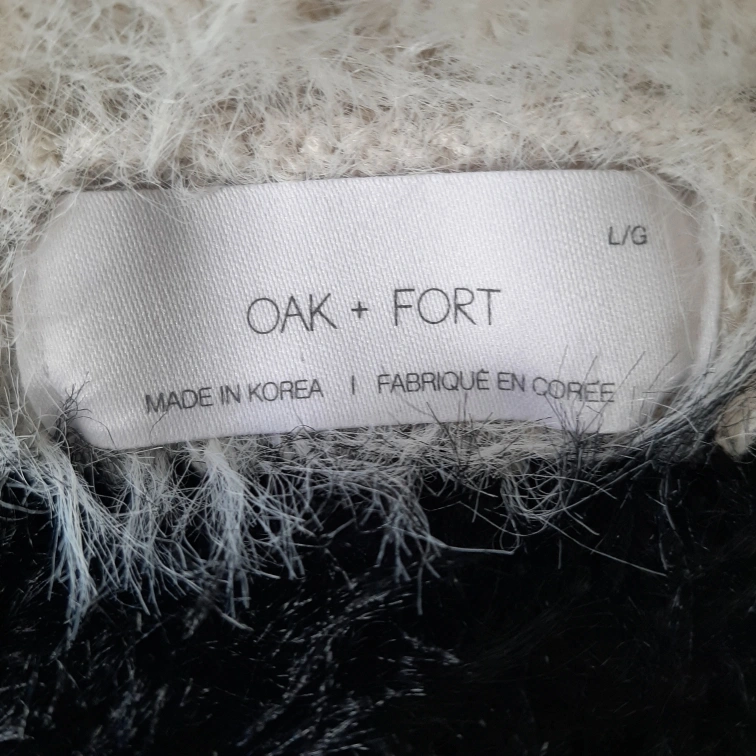 L/G
OAK + FORT
MADE IN KOREA | FABRIQUÉ EN CORÉE